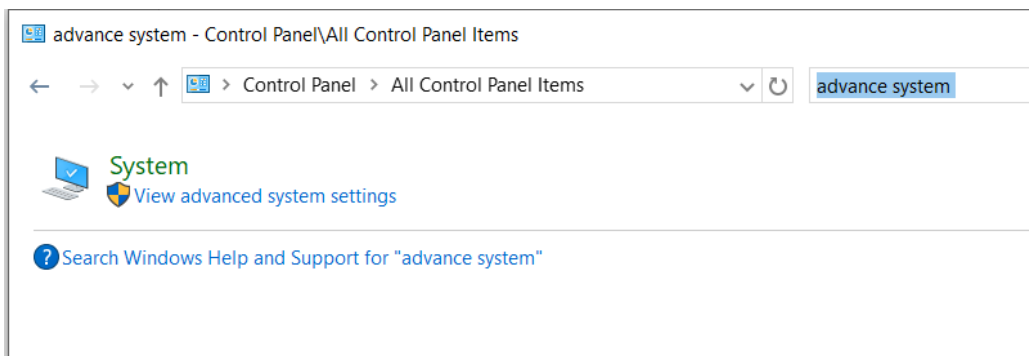 advance system - Control Panel\All Control Panel Items
Control Panel > All Control Panel Items advance system
System
View advanced system settings
Search Windows Help and Support for "advance system"